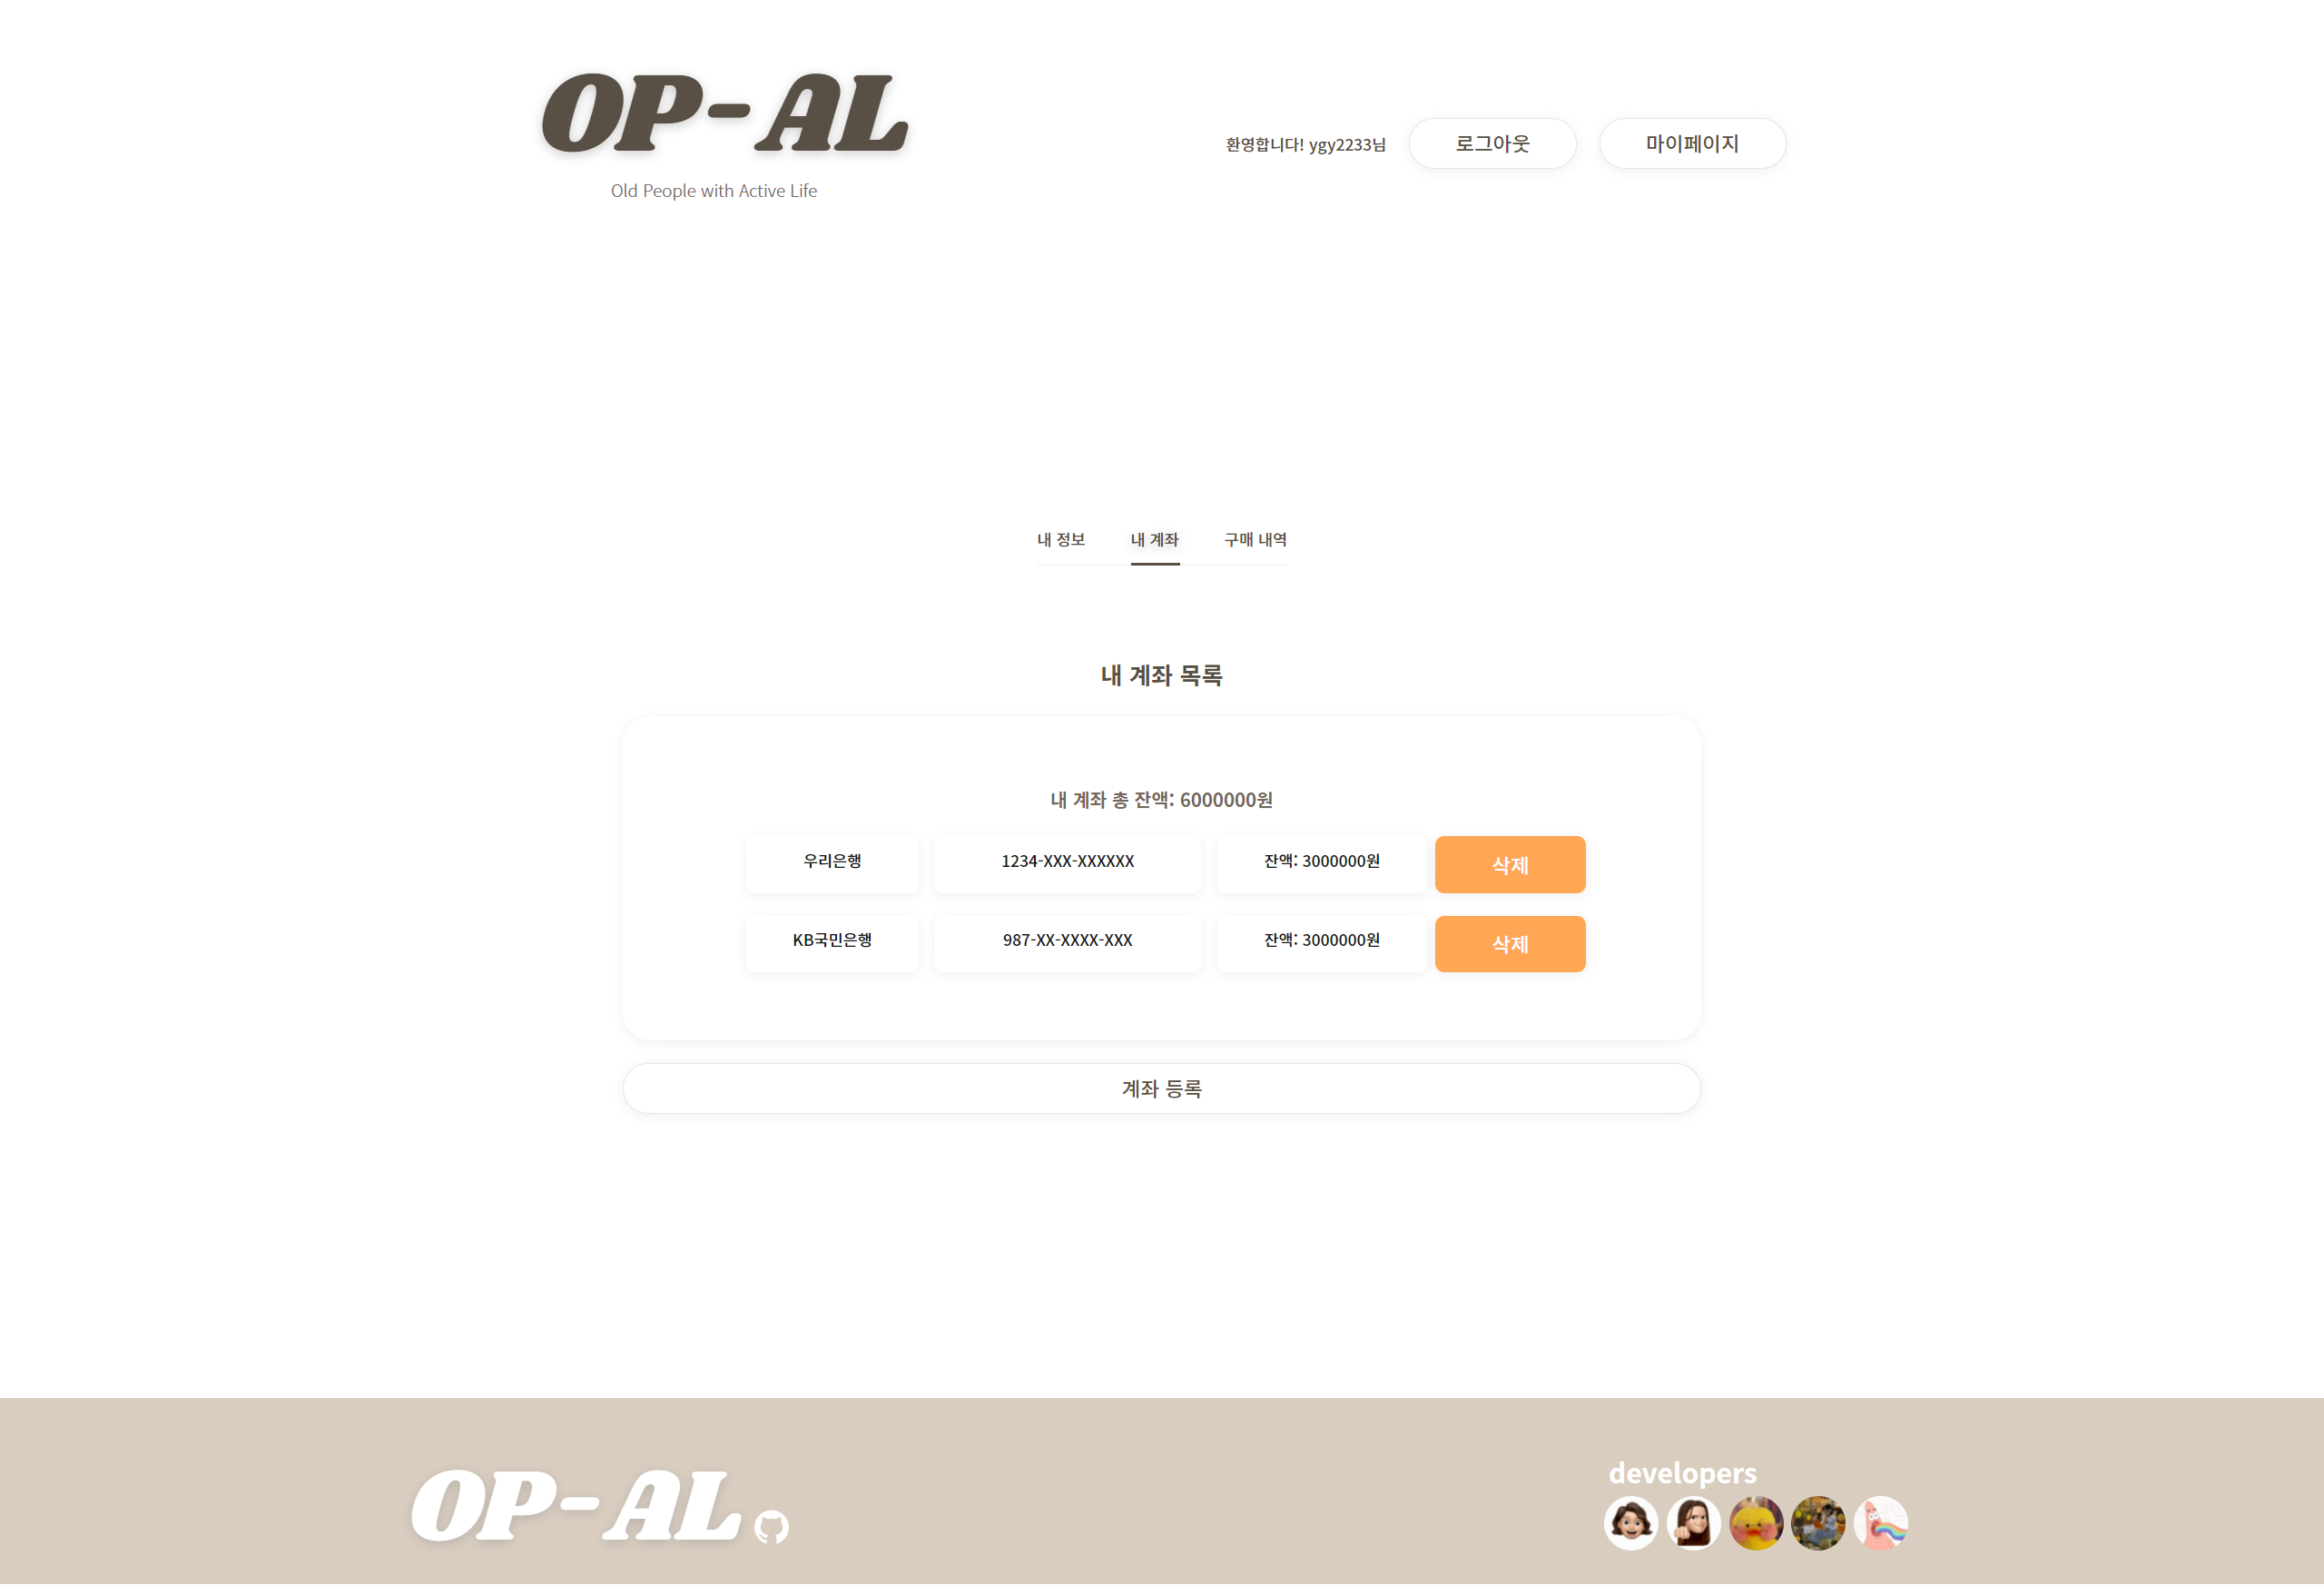 OP-AL
Old People with Active Life
환영합니다! ygy2233님
로그아웃
마이페이지
내 정보
내 계좌
구매 내역
내 계좌 목록
내 계좌 총 잔액: 6000000원
우리은행
1234-XXX-XXXXXX
잔액: 3000000원
삭제
KB국민은행
987-XX-XXXX-XXX
잔액: 3000000원
삭제
계좌 등록
OP-AL
developers